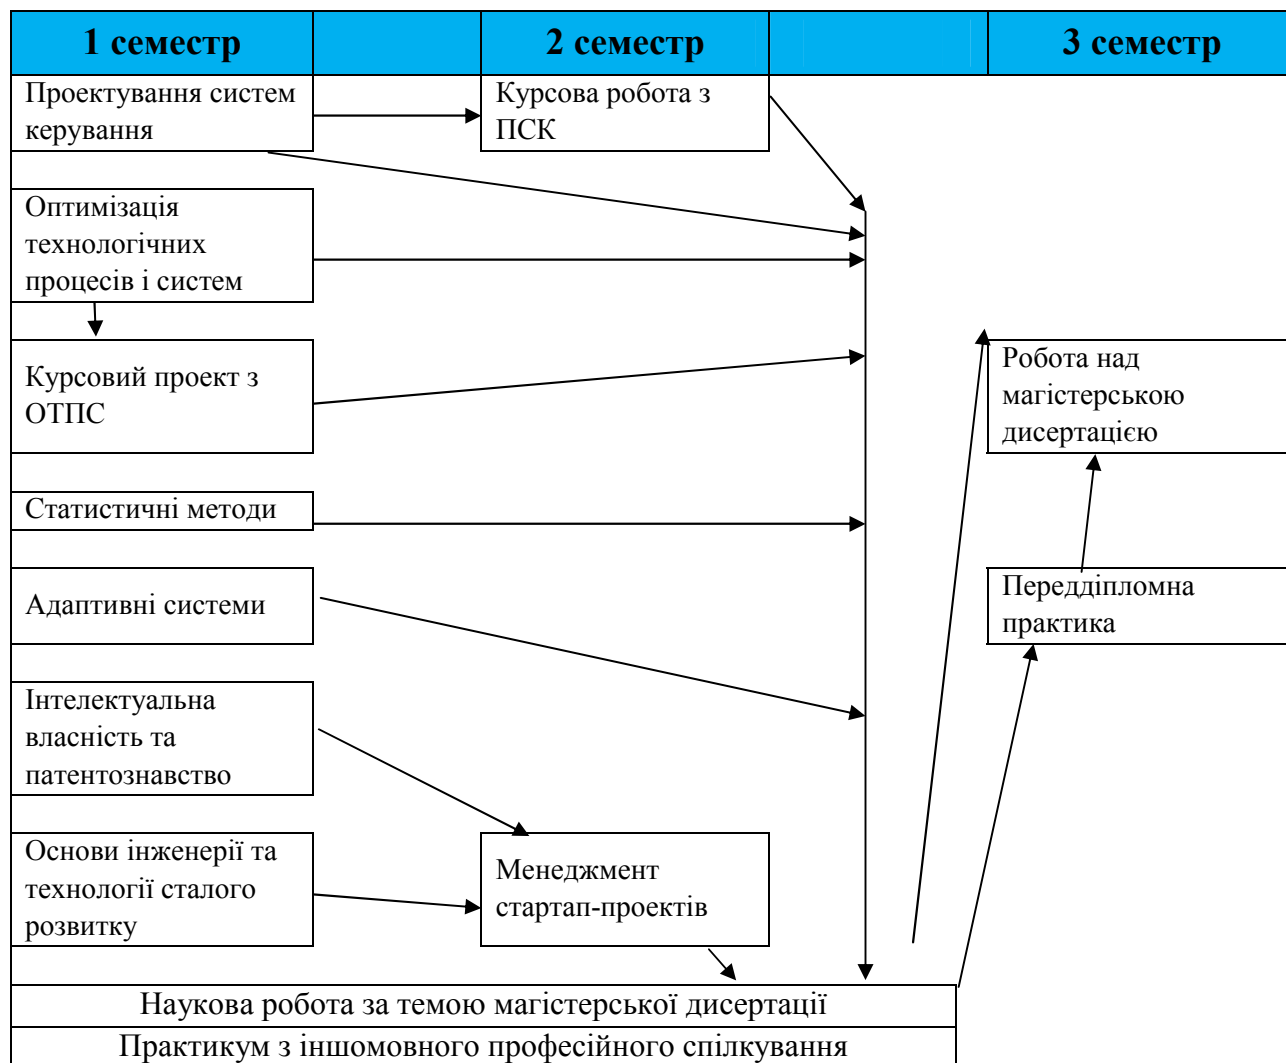 1 семестр
2 семестр
3 семестр
Проектування систем
керування
Курсова робота з
ПСК
Оптимізація
технологічних
процесів і систем
Курсовий проект з
ОТПС
Робота над
магістерською
дисертацією
Статистичні методи
Адаптивні системи
Переддіпломна
практика
Інтелектуальна
власність та
патентознавство
Основи інженерії та
технології сталого
розвитку
Менеджмент
стартап-проектів
Наукова робота за темою магістерської дисертації
Практикум з іншомовного професійного спілкування